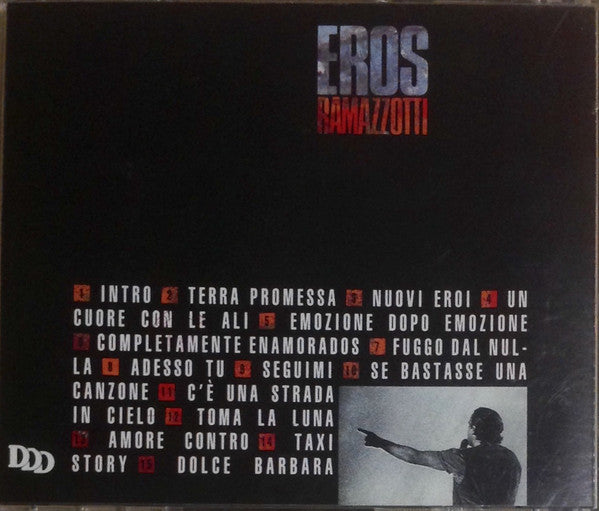 EROS
RAMAZZOTTI
1 INTRO 2 TERRA PROMESSA 3 NUOVI EROI 4 UN
CUORE CON LE ALI 5 EMOZIONE DOPO EMOZIONE
6 COMPLETAMENTE ENAMORADOS 7 FUGGO DAL NUL-
LA 8 ADESSO TU 9 SEGUIMI 10 SE BASTASSE UNA
CANZONE 11 C'È UNA STRADA
IN CIELO 12 TOMA LA LUNA
13 AMORE CONTRO 14 TAXI
STORY 15 DOLCE BARBARA
DDD